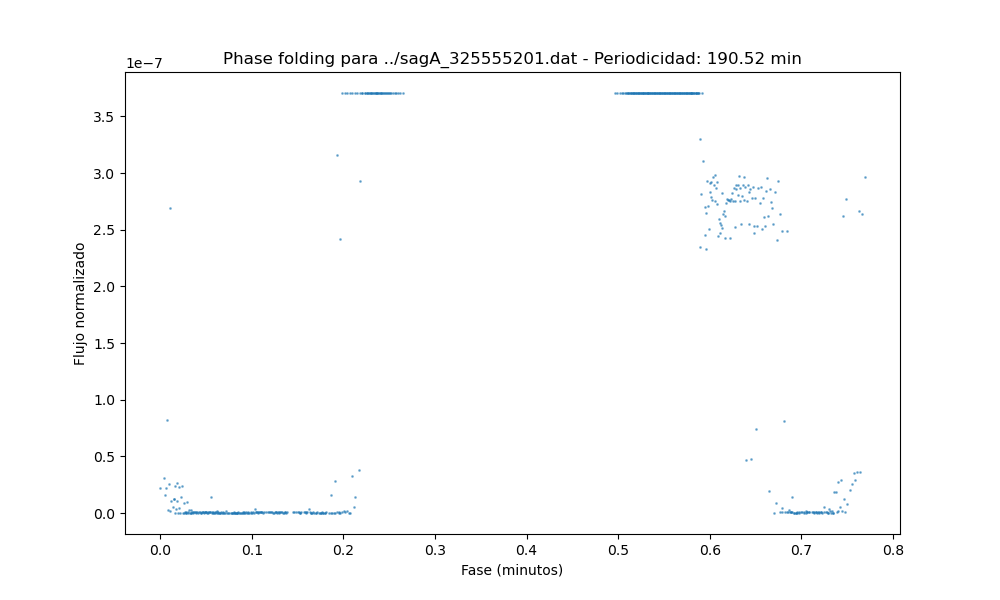 Phase folding para ../sagA_325555201.dat - Periodicidad: 190.52 min
1e−7
3.5
3.0
2.5
2.0
1.5
1.0
0.5
0.0
Flujo normalizado
0.0 0.1 0.2 0.3 0.4 0.5 0.6 0.7 0.8
Fase (minutos)